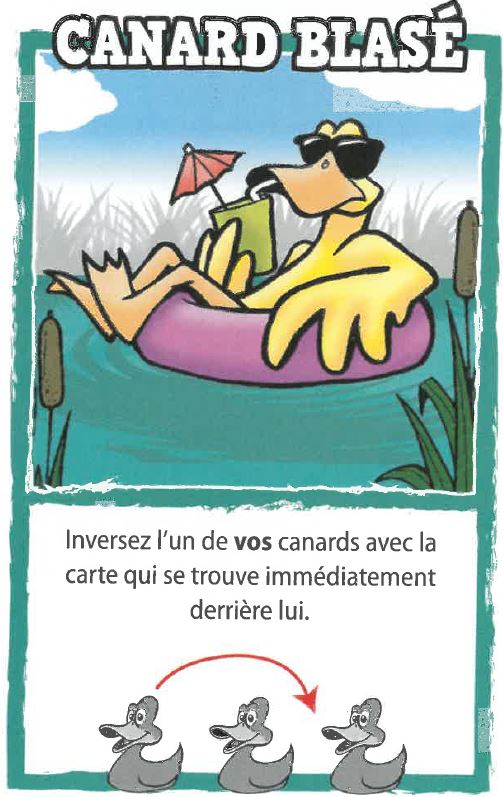 CANARD BLASÉ
Inversez l'un de vos canards avec la
carte qui se trouve immédiatement
derrière lui.